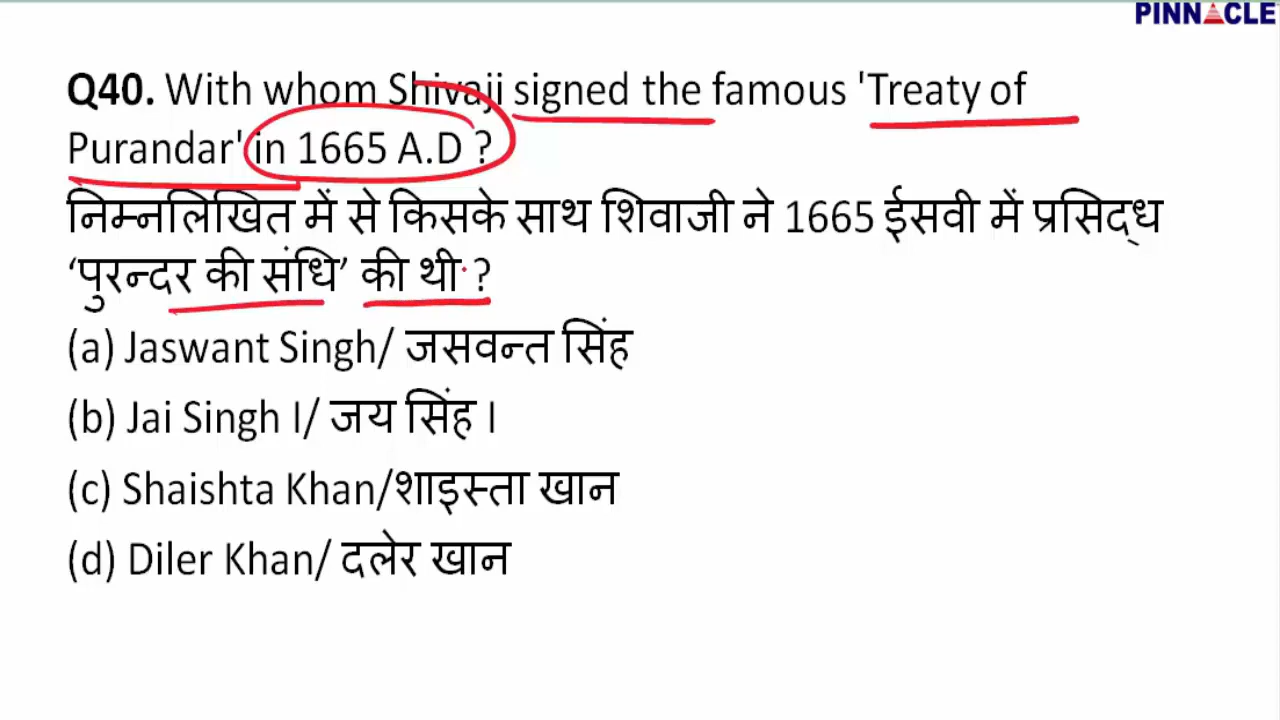 PINNACLE
Q40. With whom Shivaji signed the famous 'Treaty of
Purandar' in 1665 A.D ?
निम्नलिखित में से किसके साथ शिवाजी ने 1665 ईसवी में प्रसिद्ध
‘पुरन्दर की संधि’ की थी ?
(a) Jaswant Singh/ जसवन्त सिंह
(b) Jai Singh I/ जय सिंह I
(c) Shaishta Khan/शाइस्ता खान
(d) Diler Khan/ दलेर खान